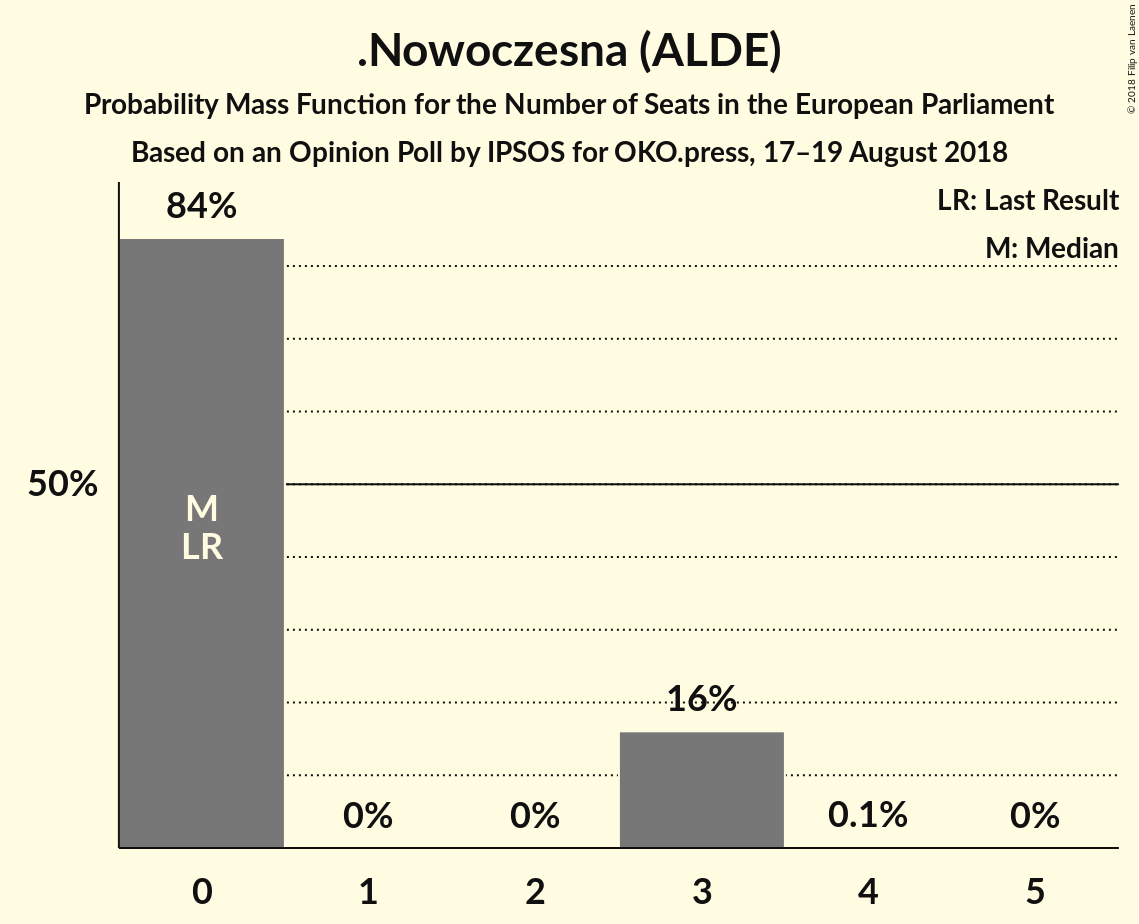 .Nowoczesna (ALDE)
Probability Mass Function for the Number of Seats in the European Parliament
Based on an Opinion Poll by IPSOS for OKO.press, 17–19 August 2018
© 2018 Filip van Laenen
LR: Last Result
M: Median
84%
50%
M
LR
16%
0%
0%
0.1%
0%
0
1
2
3
4
5